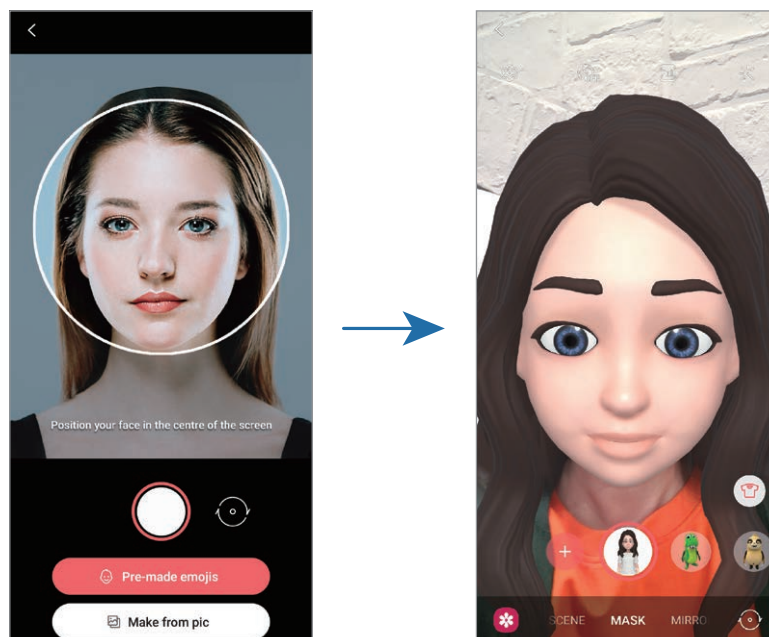 Position your face in the centre of the screen
Pre-made emojis
Make from pic
SCENE MASK MIRRO